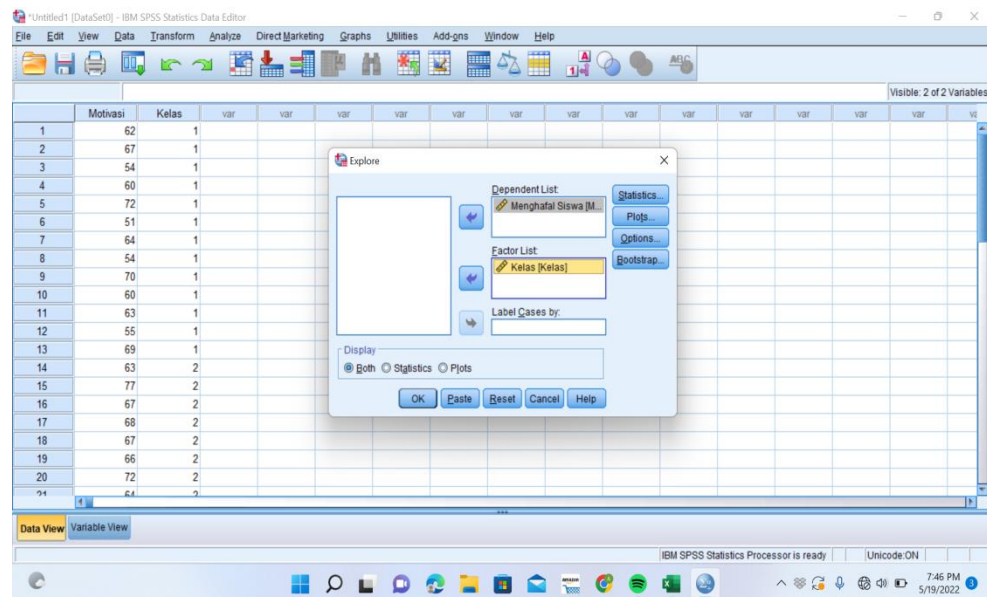 *Untitled1 [DataSet0] - IBM SPSS Statistics Data Editor
File Edit View Data Transform Analyze Direct Marketing Graphs Utilities Add-ons Window Help
Visible: 2 of 2 Variables
Motivasi Kelas var var var var var var var var var var var var
1 62 1
2 67 1
3 54 1
4 60 1
5 72 1
6 51 1
7 64 1
8 54 1
9 70 1
10 60 1
11 63 1
12 55 1
13 69 1
14 63 2
15 77 2
16 67 2
17 68 2
18 67 2
19 66 2
20 72 2
21 64 2
Explore
Dependent List:
Menghafal Siswa [M...
Factor List:
Kelas [Kelas]
Label Cases by:
Statistics...
Plots...
Options...
Bootstrap...
Display
Both Statistics Plots
OK Paste Reset Cancel Help
Data View Variable View
IBM SPSS Statistics Processor is ready Unicode:ON
7:46 PM
5/19/2022
3